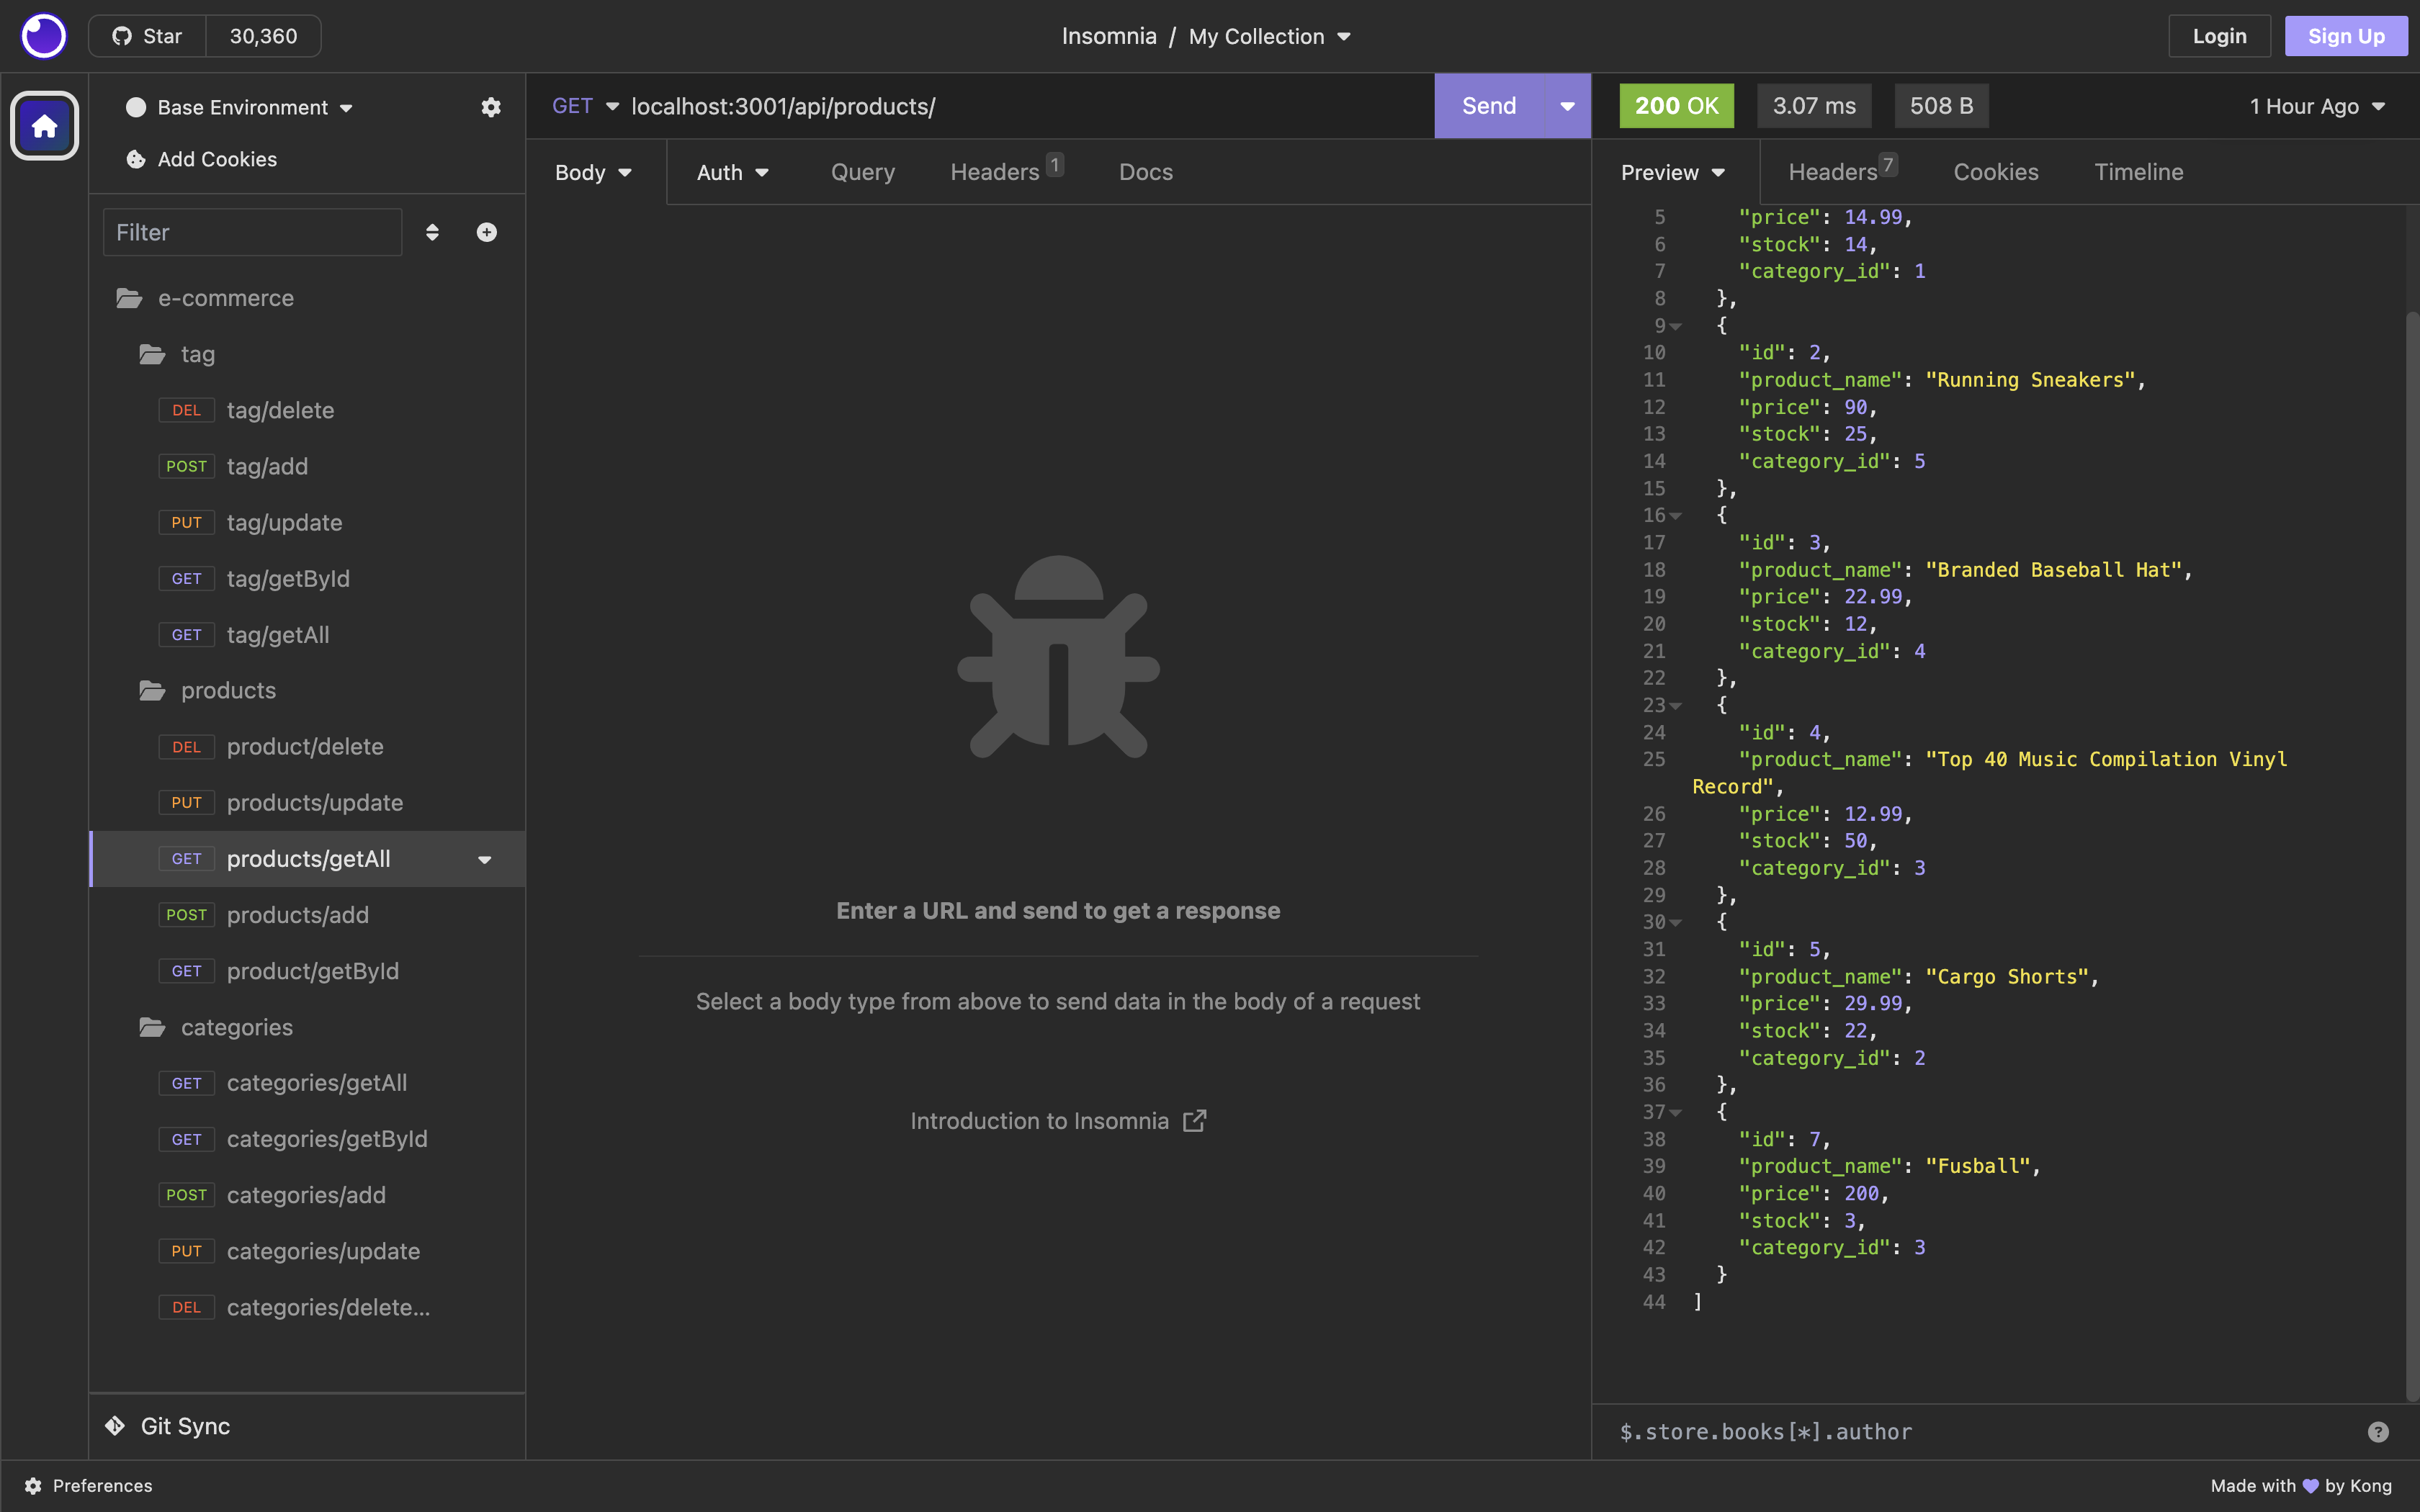 Star 30,360
Insomnia / My Collection
Login
Sign Up
Base Environment
Add Cookies
Filter
e-commerce
tag
DEL tag/delete
POST tag/add
PUT tag/update
GET tag/getById
GET tag/getAll
products
DEL product/delete
PUT products/update
GET products/getAll
POST products/add
GET product/getById
categories
GET categories/getAll
GET categories/getById
POST categories/add
PUT categories/update
DEL categories/delete...
Git Sync
GET localhost:3001/api/products/
Send
Body Auth Query Headers 1 Docs
Enter a URL and send to get a response
Select a body type from above to send data in the body of a request
Introduction to Insomnia
200 OK 3.07 ms 508 B 1 Hour Ago
Preview Headers 7 Cookies Timeline
5 "price": 14.99,
6 "stock": 14,
7 "category_id": 1
8 },
9 {
10 "id": 2,
11 "product_name": "Running Sneakers",
12 "price": 90,
13 "stock": 25,
14 "category_id": 5
15 },
16 {
17 "id": 3,
18 "product_name": "Branded Baseball Hat",
19 "price": 22.99,
20 "stock": 12,
21 "category_id": 4
22 },
23 {
24 "id": 4,
25 "product_name": "Top 40 Music Compilation Vinyl
Record",
26 "price": 12.99,
27 "stock": 50,
28 "category_id": 3
29 },
30 {
31 "id": 5,
32 "product_name": "Cargo Shorts",
33 "price": 29.99,
34 "stock": 22,
35 "category_id": 2
36 },
37 {
38 "id": 7,
39 "product_name": "Fusball",
40 "price": 200,
41 "stock": 3,
42 "category_id": 3
43 }
44 ]
$.store.books[*].author
?
Preferences
Made with by Kong